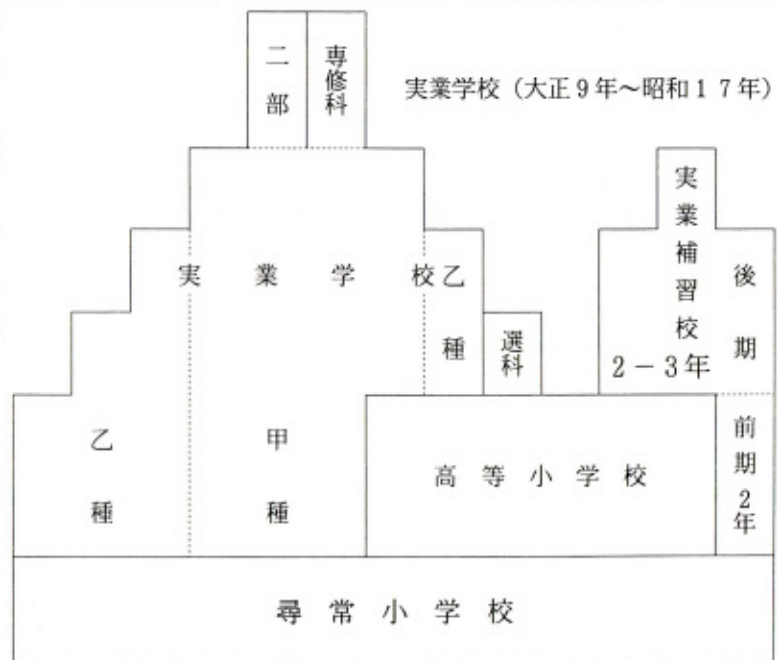 二部
専修科
実業学校（大正９年～昭和１７年）
実業学校
乙種
選科
実業補習校
２－３年
後期
乙種
甲種
高等小学校
前期２年
尋常小学校